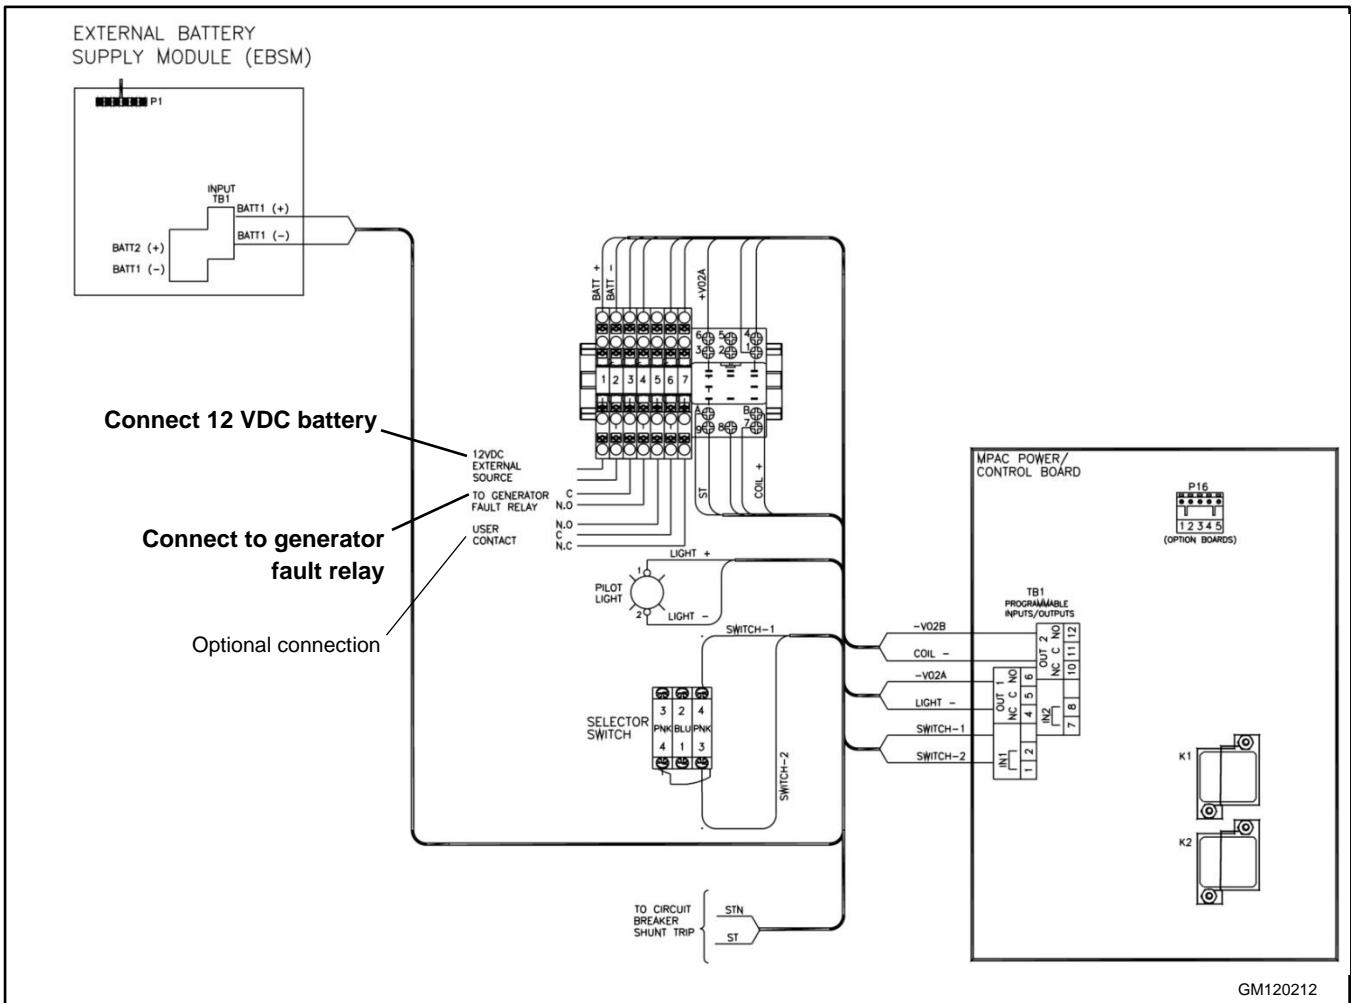 EXTERNAL BATTERY
SUPPLY MODULE (EBSM)
P1
INPUT
TB1
BATT1 (+)
BATT1 (-)
BATT2 (+)
BATT1 (-)
BATT +
BATT -
+V02A
6 5 4
3 2 1
1 2 3 4 5 6 7
A B
9 8 7
ST
COIL +
Connect 12 VDC battery
12VDC
EXTERNAL
SOURCE
TO GENERATOR
FAULT RELAY
C
N.O
Connect to generator
fault relay
USER
CONTACT
N.O
C
N.C
Optional connection
LIGHT +
PILOT
LIGHT
1
2
LIGHT -
SWITCH-1
SELECTOR
SWITCH
3 2 4
PNK BLU PNK
4 1 3
SWITCH-2
MPAC POWER/
CONTROL BOARD
P16
1 2 3 4 5
(OPTION BOARDS)
TB1
PROGRAMMABLE
INPUTS/OUTPUTS
-V02B
COIL -
-V02A
LIGHT -
SWITCH-1
SWITCH-2
OUT 2
NC C NO
10 11 12
OUT 1
NC C NO
4 5 6
IN2
7 8
IN1
1 2
K1
K2
TO CIRCUIT
BREAKER
SHUNT TRIP
STN
ST
GM120212